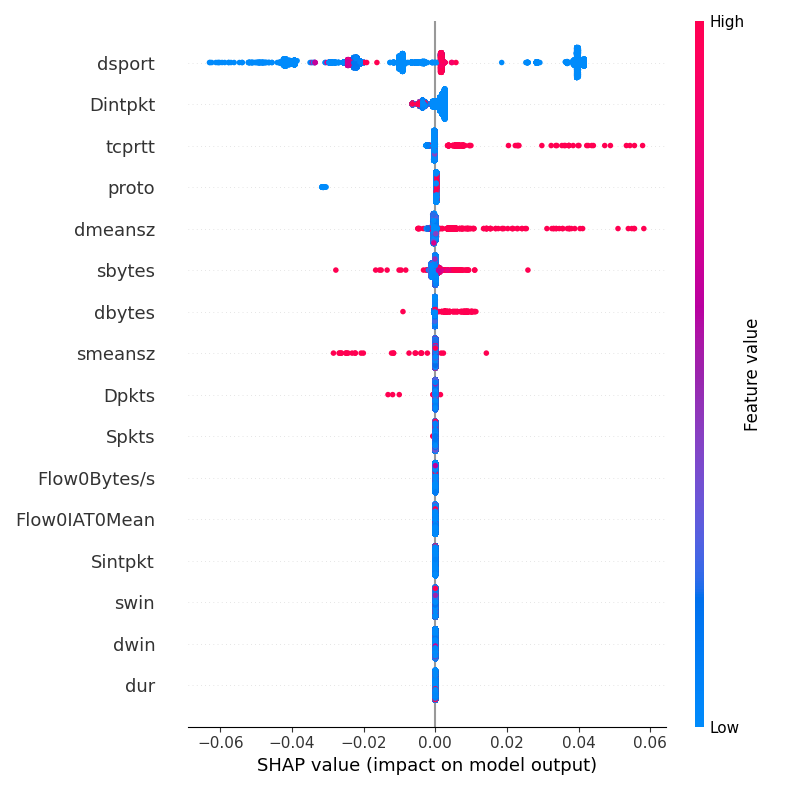 High
dsport
Dintpkt
tcprtt
proto
dmeansz
sbytes
dbytes
smeansz
Dpkts
Spkts
Flow0Bytes/s
Flow0IAT0Mean
Sintpkt
swin
dwin
dur
Feature value
Low
−0.06 −0.04 −0.02 0.00 0.02 0.04 0.06
SHAP value (impact on model output)